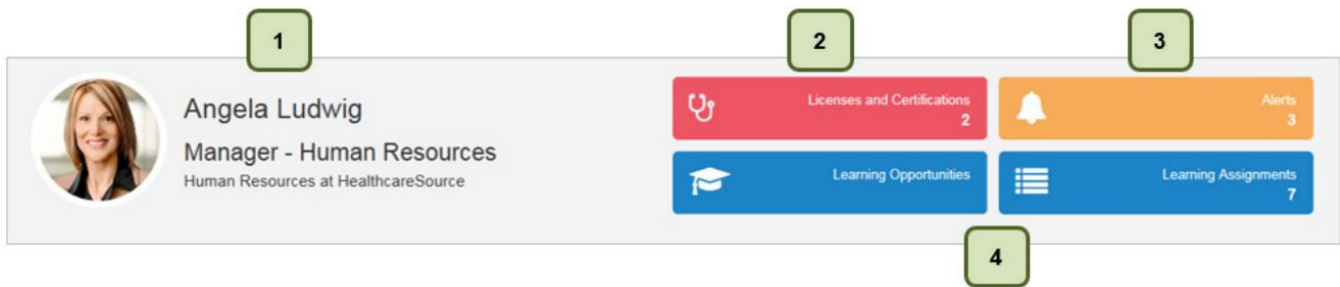 1
2
3
Angela Ludwig
Manager - Human Resources
Human Resources at HealthcareSource
Licenses and Certifications
2
Alerts
3
Learning Opportunities
Learning Assignments
7
4